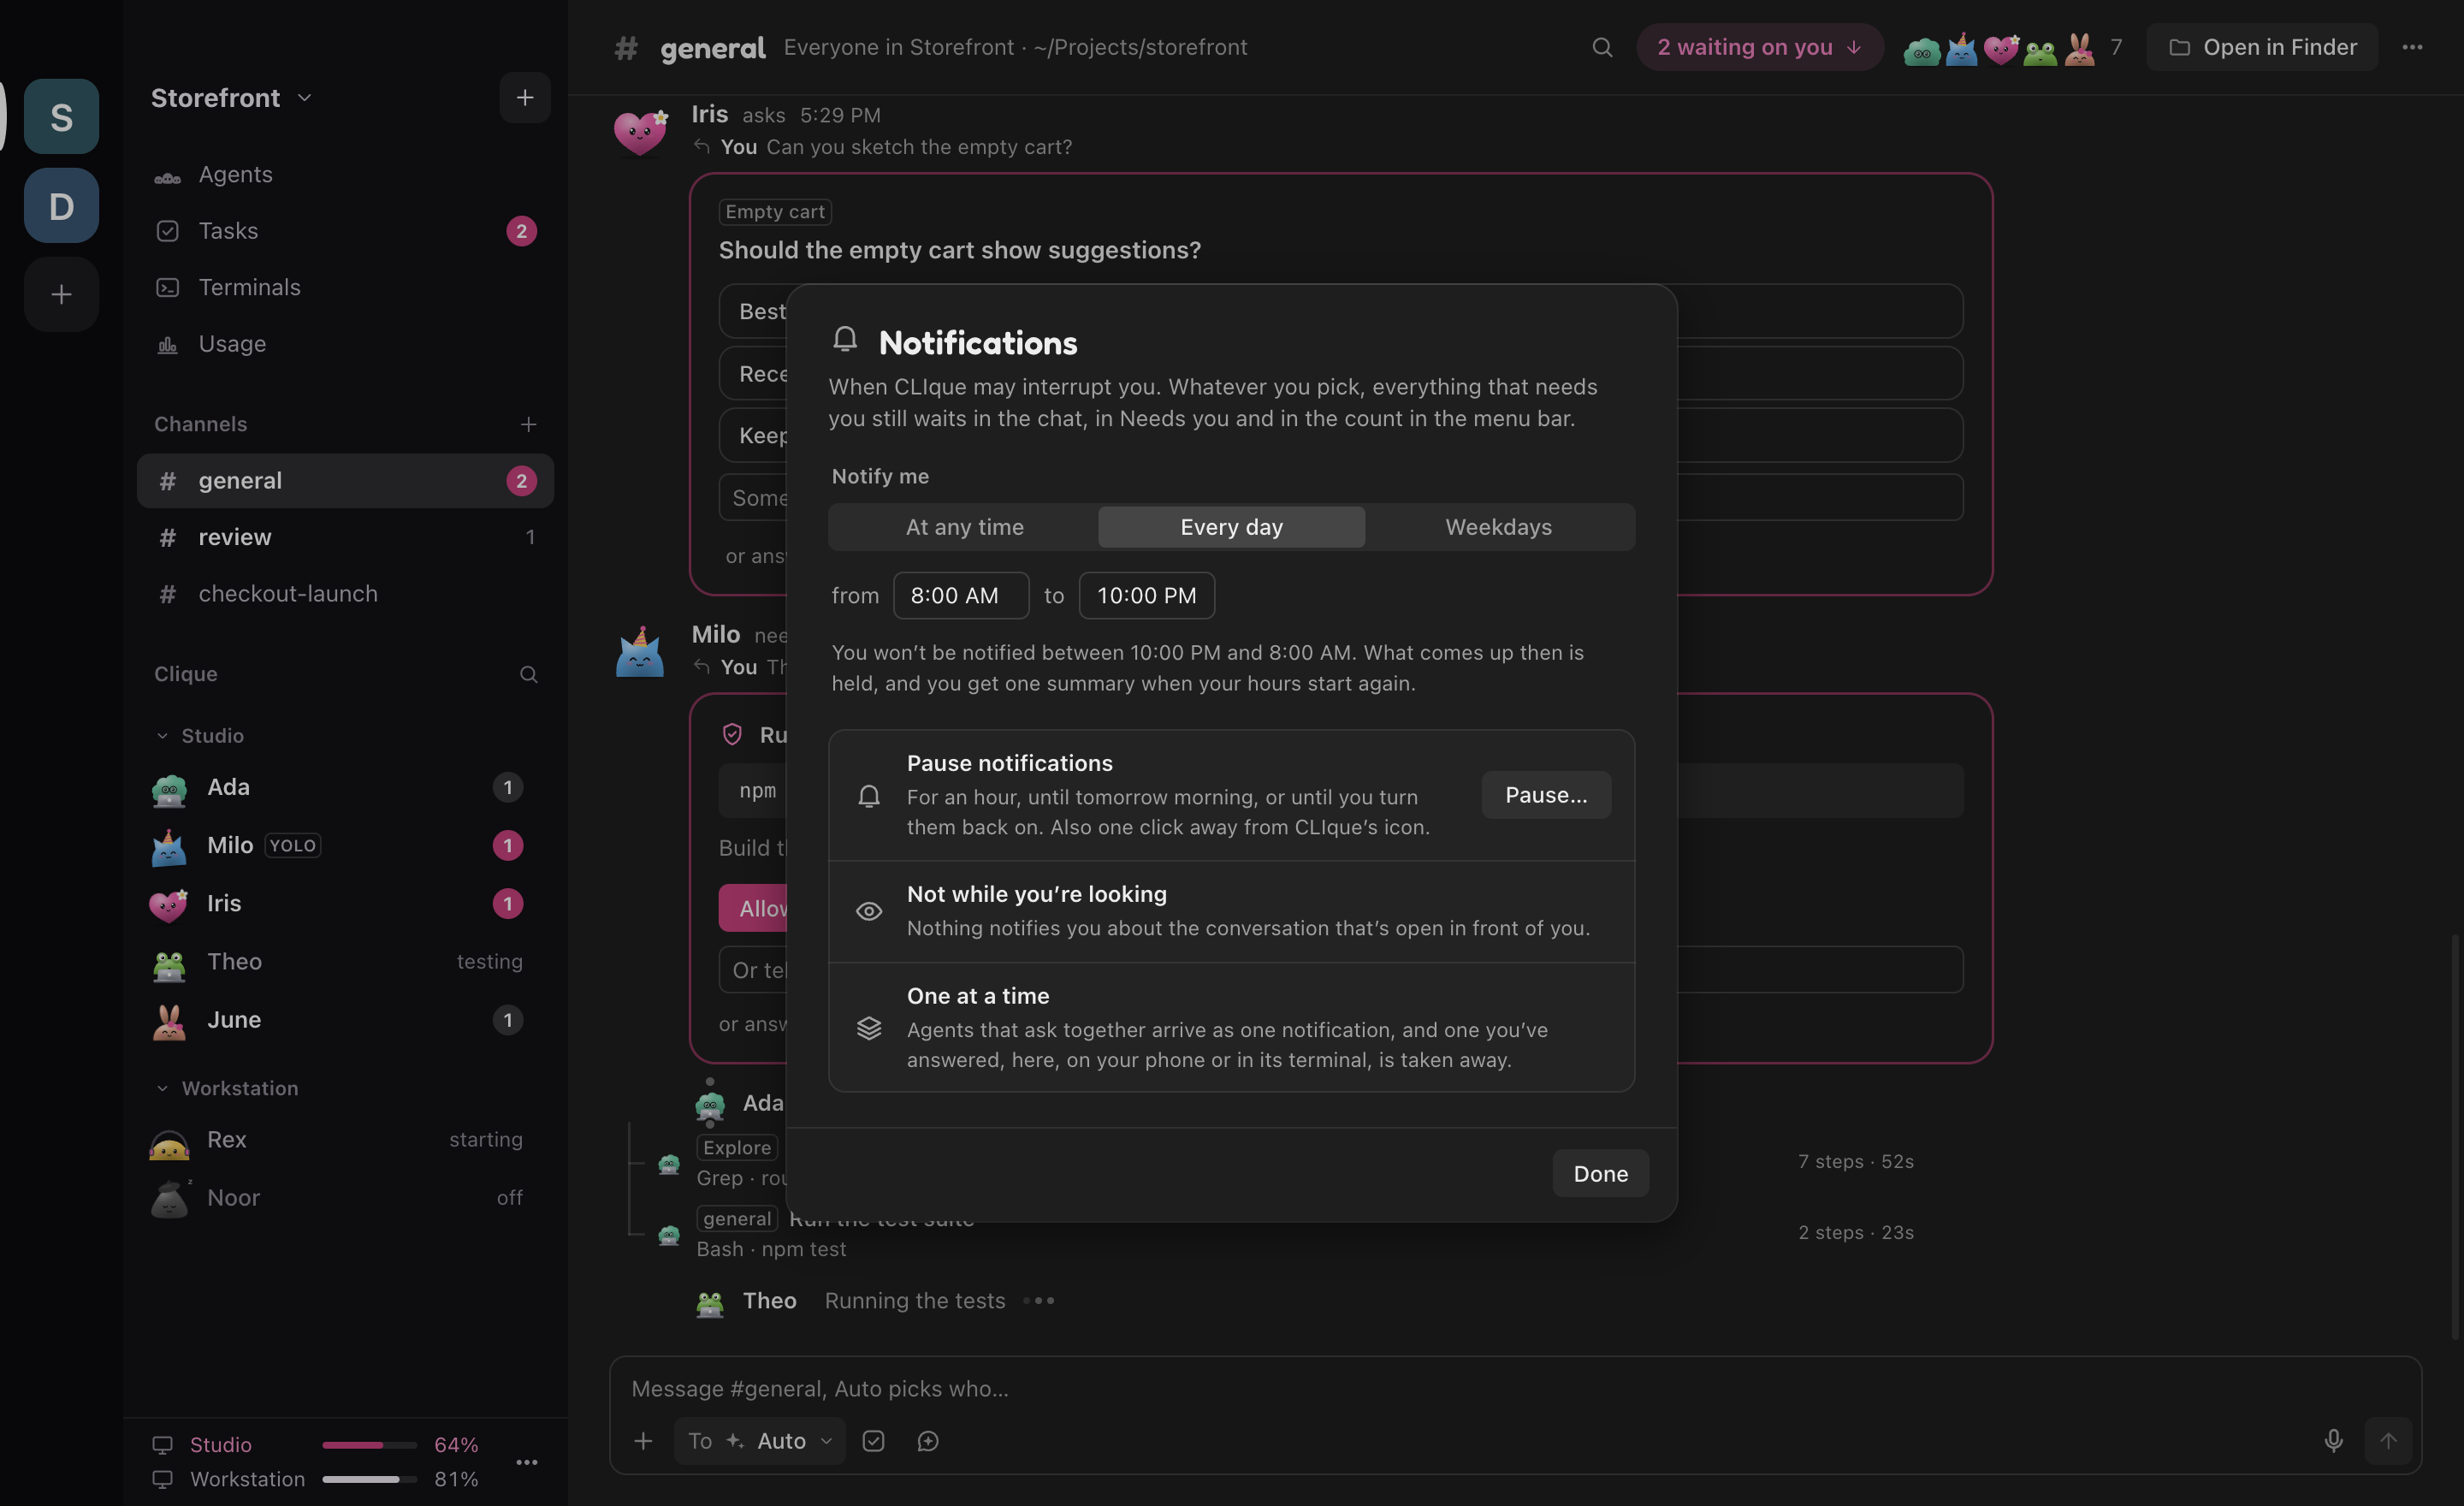 S
D
Storefront
Agents
Tasks 2
Terminals
Usage
Channels
# general 2
# review 1
# checkout-launch
Clique
Studio
Ada 1
Milo YOLO 1
Iris 1
Theo testing
June 1
Workstation
Rex starting
Noor off
Studio 64%
Workstation 81%
# general Everyone in Storefront · ~/Projects/storefront
2 waiting on you ↓
7
Open in Finder
Iris asks 5:29 PM
You Can you sketch the empty cart?
Empty cart
Should the empty cart show suggestions?
Best
Rece
Keep
Some
or
Milo
You
npm
Build
Or
or
Ada
Explore
7 steps · 52s
Grep ·
general Run the test suite
2 steps · 23s
Bash · npm test
Theo Running the tests
Message #general, Auto picks who...
To Auto
Notifications
When CLIque may interrupt you. Whatever you pick, everything that needs
you still waits in the chat, in Needs you and in the count in the menu bar.
Notify me
At any time Every day Weekdays
from 8:00 AM to 10:00 PM
You won’t be notified between 10:00 PM and 8:00 AM. What comes up then is
held, and you get one summary when your hours start again.
Pause notifications
For an hour, until tomorrow morning, or until you turn
them back on. Also one click away from CLIque’s icon.
Pause...
Not while you’re looking
Nothing notifies you about the conversation that’s open in front of you.
One at a time
Agents that ask together arrive as one notification, and one you’ve
answered, here, on your phone or in its terminal, is taken away.
Done